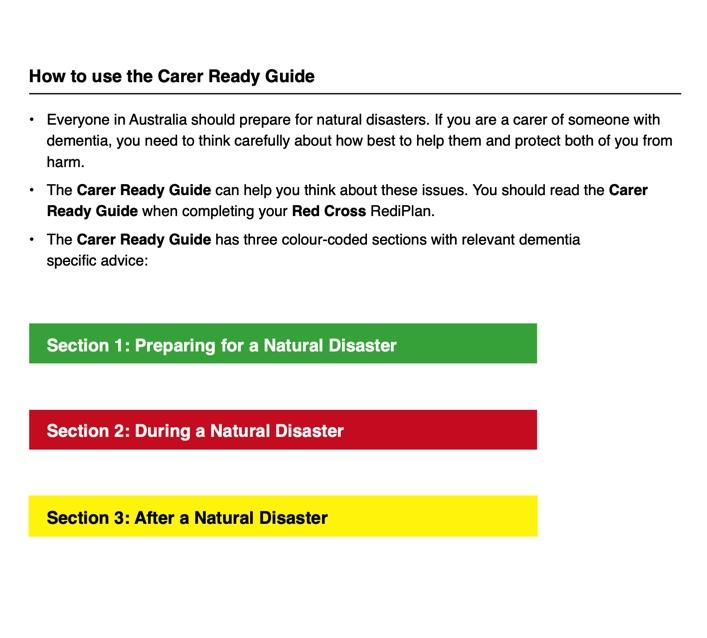 How to use the Carer Ready Guide
• Everyone in Australia should prepare for natural disasters. If you are a carer of someone with
dementia, you need to think carefully about how best to help them and protect both of you from
harm.
• The Carer Ready Guide can help you think about these issues. You should read the Carer
Ready Guide when completing your Red Cross RediPlan.
• The Carer Ready Guide has three colour-coded sections with relevant dementia
specific advice:
Section 1: Preparing for a Natural Disaster
Section 2: During a Natural Disaster
Section 3: After a Natural Disaster